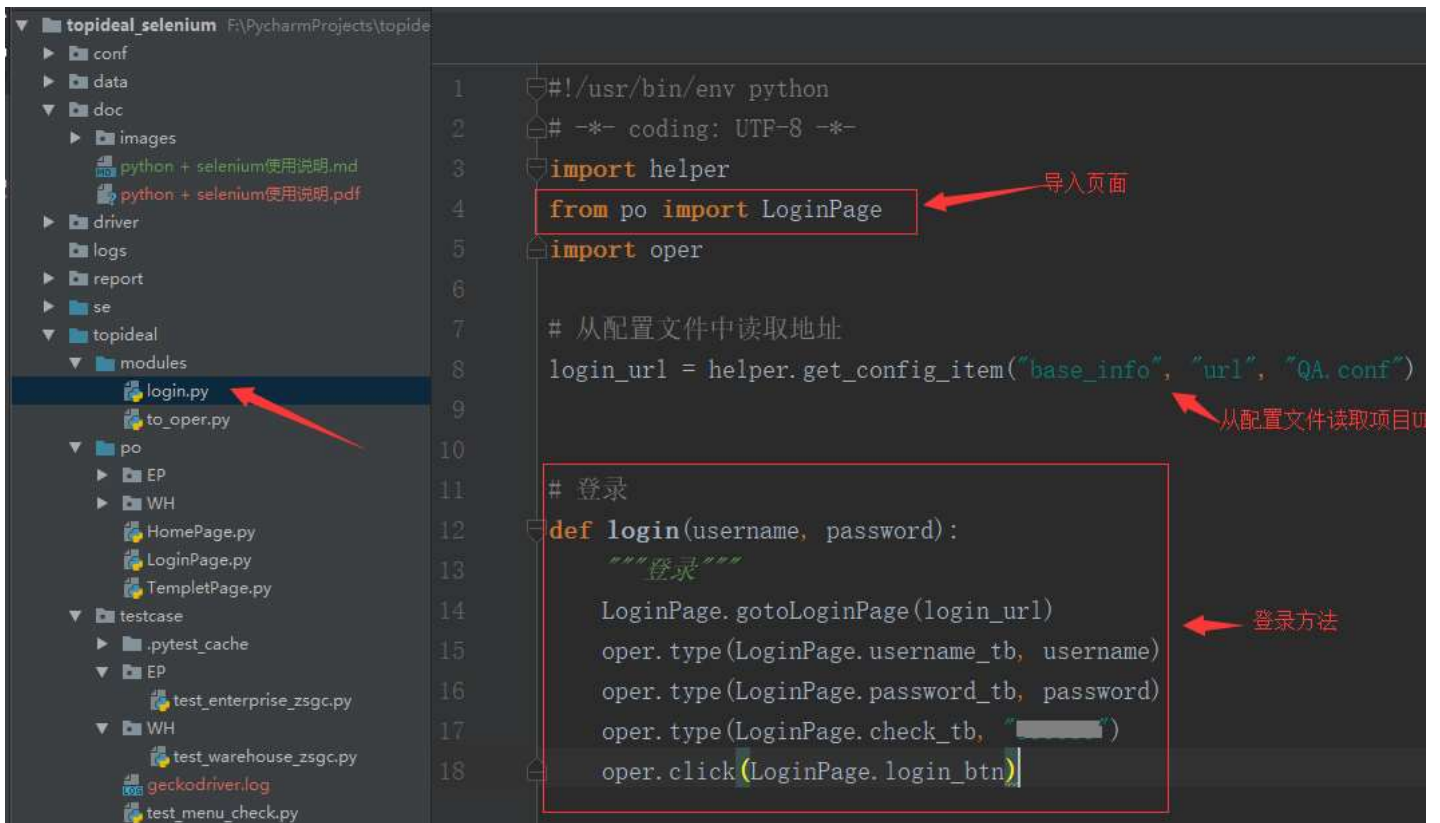 topideal_selenium F:\PycharmProjects\topide
conf
data
doc
images
python + selenium使用说明.md
python + selenium使用说明.pdf
driver
logs
report
se
topideal
modules
login.py
to_oper.py
po
EP
WH
HomePage.py
LoginPage.py
TempletPage.py
testcase
.pytest_cache
EP
test_enterprise_zsgc.py
WH
test_warehouse_zsgc.py
geckodriver.log
test_menu_check.py
1 #!/usr/bin/env python
2 # -*- coding: UTF-8 -*-
3 import helper
4 from po import LoginPage
导入页面
5 import oper
6
7 # 从配置文件中读取地址
8 login_url = helper.get_config_item("base_info", "url", "QA.conf")
从配置文件读取项目U
9
10
11 # 登录
12 def login(username, password):
13 """登录"""
14 LoginPage.gotoLoginPage(login_url)
登录方法
15 oper.type(LoginPage.username_tb, username)
16 oper.type(LoginPage.password_tb, password)
17 oper.type(LoginPage.check_tb, "")
18 oper.click(LoginPage.login_btn)